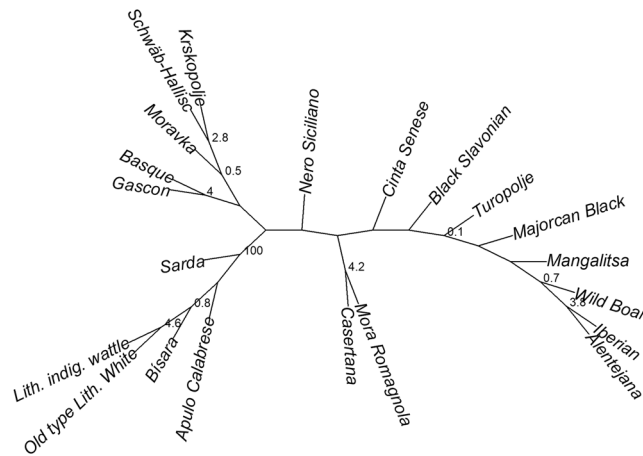 Schwäb-Hallisc
Krskopolje
2.8
Moravka
0.5
Basque
Gascon
4
Nero Siciliano
Cinta Senese
Black Slavonian
Turopolje
0.1
Majorcan Black
Mangalitsa
0.7
Wild Boar
3.8
Iberian
Alentejana
Sarda
100
4.2
Casertana
Mora Romagnola
0.8
4.6
Lith. indig. wattle
Old type Lith. White
Bisara
Apulo Calabrese